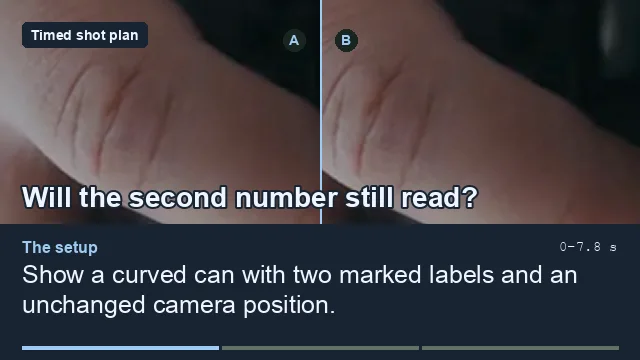 Timed shot plan
A
B
Will the second number still read?
The setup
0–7.8 s
Show a curved can with two marked labels and an
unchanged camera position.